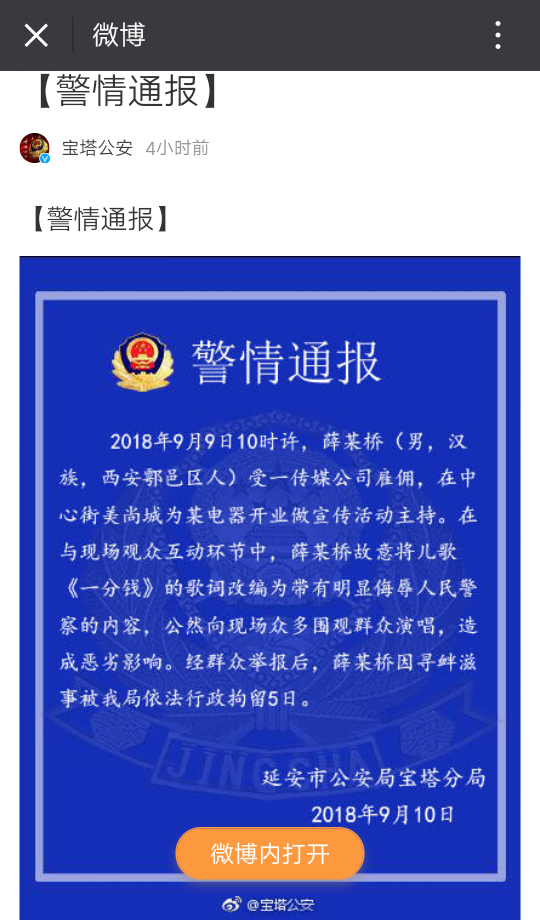 微博
【警情通报】
宝塔公安 4小时前
【警情通报】
警情通报
2018年9月9日10时许，薛某桥（男，汉
族，西安鄠邑区人）受一传媒公司雇佣，在中
心街美尚城为某电器开业做宣传活动主持。在
与现场观众互动环节中，薛某桥故意将儿歌
《一分钱》的歌词改编为带有明显侮辱人民警
察的内容，公然向现场众多围观群众演唱，造
成恶劣影响。经群众举报后，薛某桥因寻衅滋
事被我局依法行政拘留5日。
JINGCHA
延安市公安局宝塔分局
2018年9月10日
微博内打开
@宝塔公安